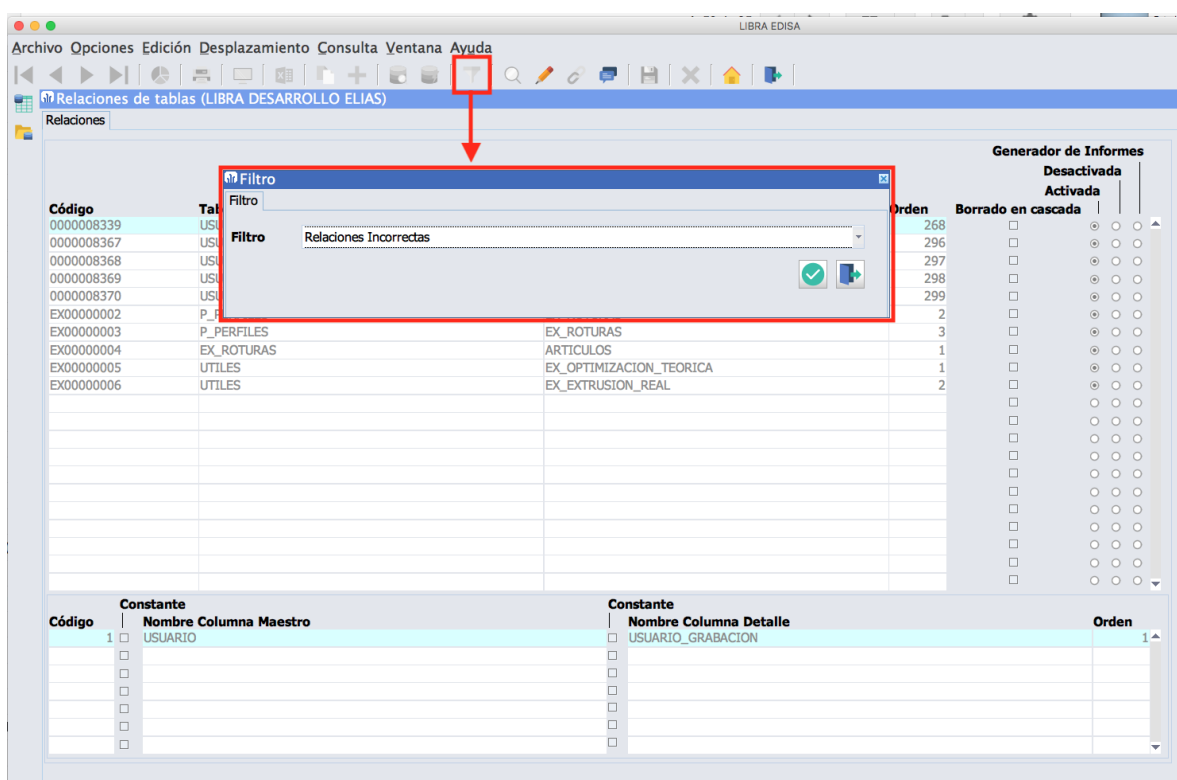 LIBRA EDISA
Archivo Opciones Edición Desplazamiento Consulta Ventana Ayuda
Relaciones de tablas (LIBRA DESARROLLO ELIAS)
Relaciones
Generador de Informes
Desactivada
Activada
Código Orden Borrado en cascada
Filtro
Filtro
Filtro Relaciones Incorrectas
0000008339 268
0000008367 296
0000008368 297
0000008369 298
0000008370 299
EX00000002 2
EX00000003 P_PERFILES EX_ROTURAS 3
EX00000004 EX_ROTURAS ARTICULOS 1
EX00000005 UTILES EX_OPTIMIZACION_TEORICA 1
EX00000006 UTILES EX_EXTRUSION_REAL 2
Constante Constante
Código Nombre Columna Maestro Nombre Columna Detalle Orden
1 USUARIO USUARIO_GRABACION 1